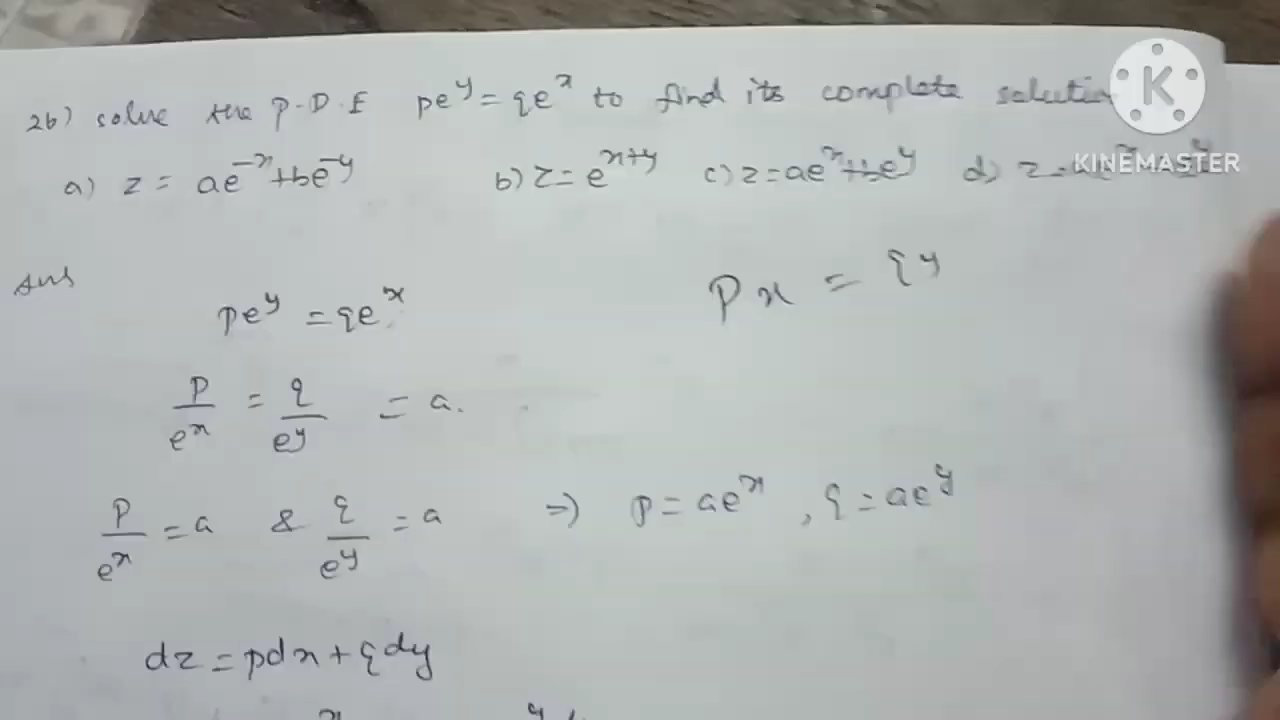 26) solve the P.D.E pe^y = qe^x to find its complete solution
a) z = ae^-x + be^-y b) z = e^x+y c) z = ae^x + be^y d) z =
K
KINEMASTER
Ans
pe^y = qe^x
Px = qy
p/e^x = q/e^y = a.
p/e^x = a & q/e^y = a => p = ae^x, q = ae^y
dz = pdx + qdy